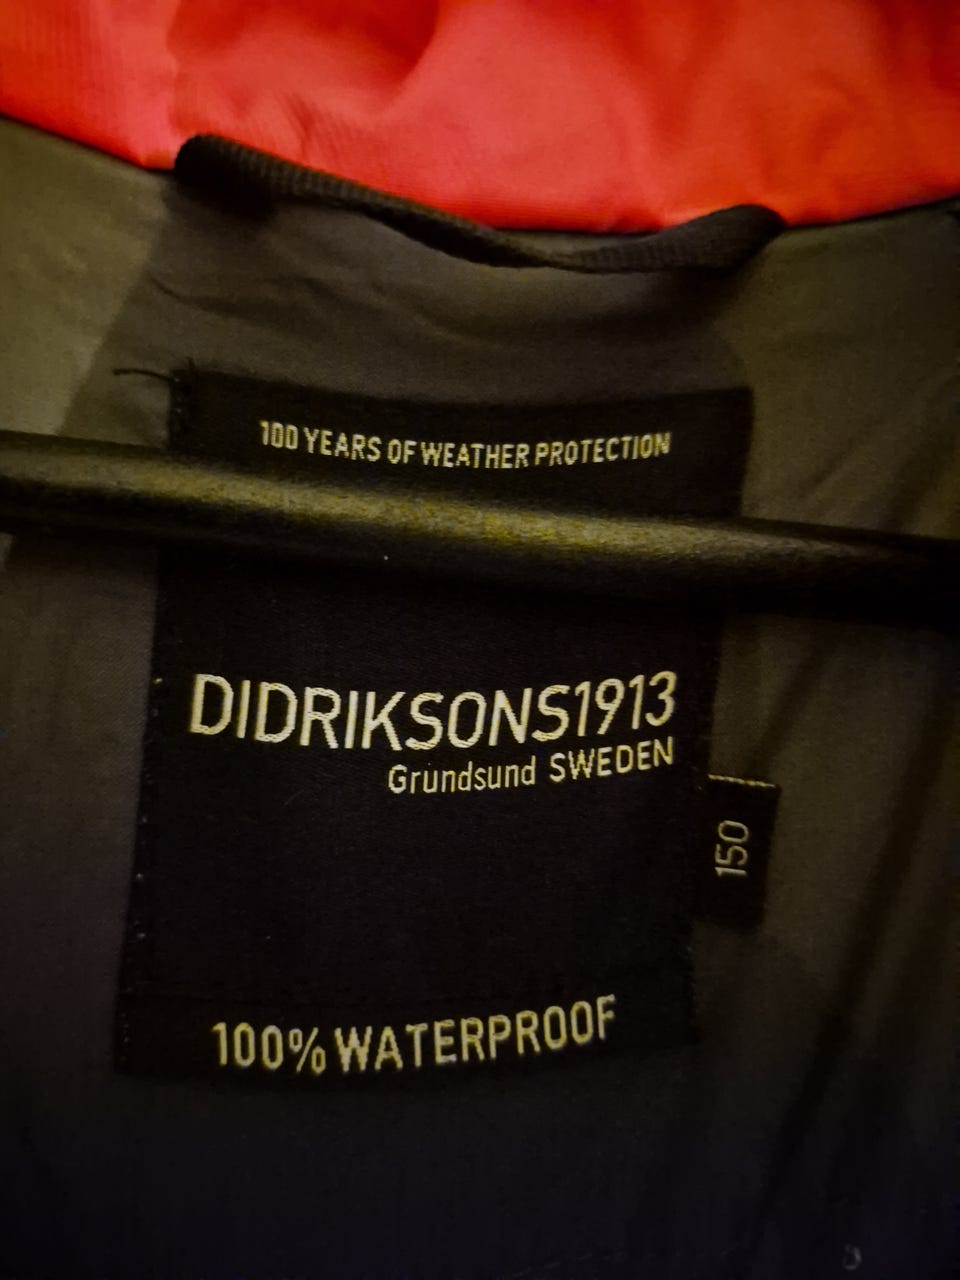 100 YEARS OF WEATHER PROTECTION
DIDRIKSONS1913
Grundsund SWEDEN
150
100% WATERPROOF